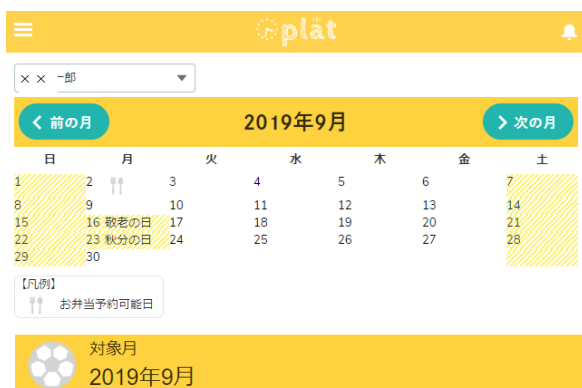 plät
×× 一郎
前の月 2019年9月 次の月
日 月 火 水 木 金 土
1 2 3 4 5 6 7
8 9 10 11 12 13 14
15 16 敬老の日 17 18 19 20 21
22 23 秋分の日 24 25 26 27 28
29 30
【凡例】
お弁当予約可能日
対象月
2019年9月